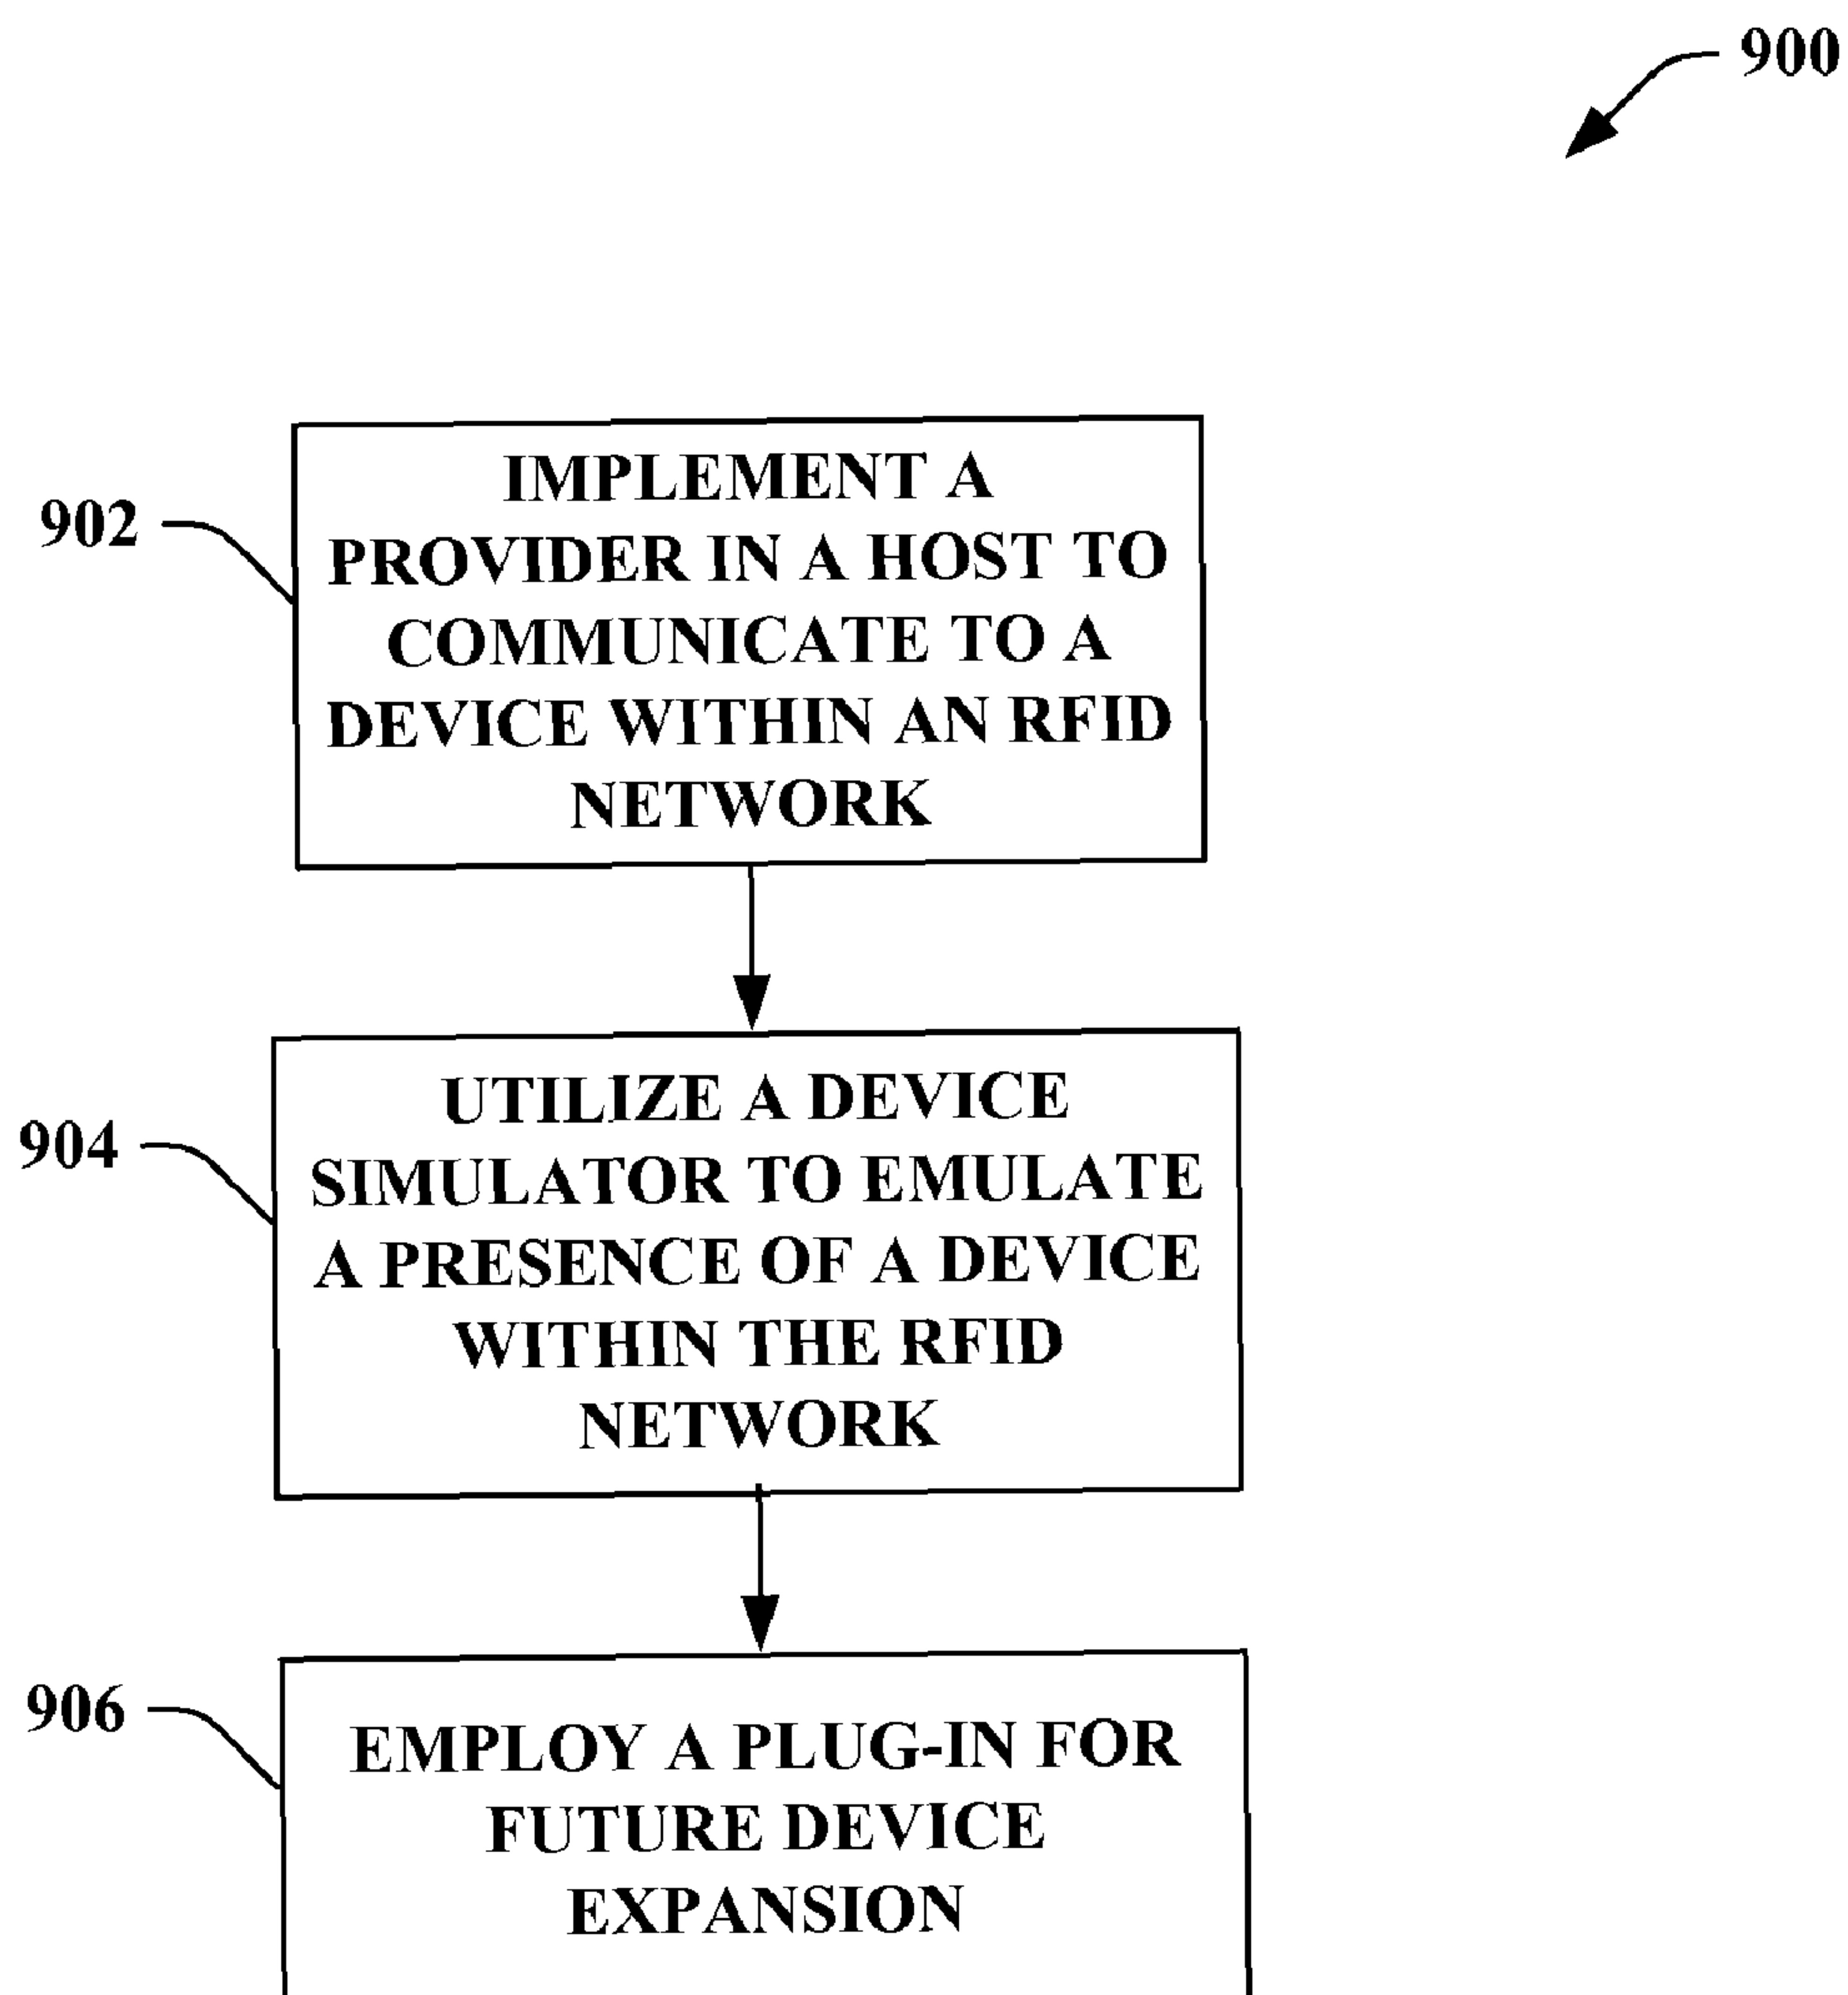 900
902
IMPLEMENT A
PROVIDER IN A HOST TO
COMMUNICATE TO A
DEVICE WITHIN AN RFID
NETWORK
904
UTILIZE A DEVICE
SIMULATOR TO EMULATE
A PRESENCE OF A DEVICE
WITHIN THE RFID
NETWORK
906
EMPLOY A PLUG-IN FOR
FUTURE DEVICE
EXPANSION